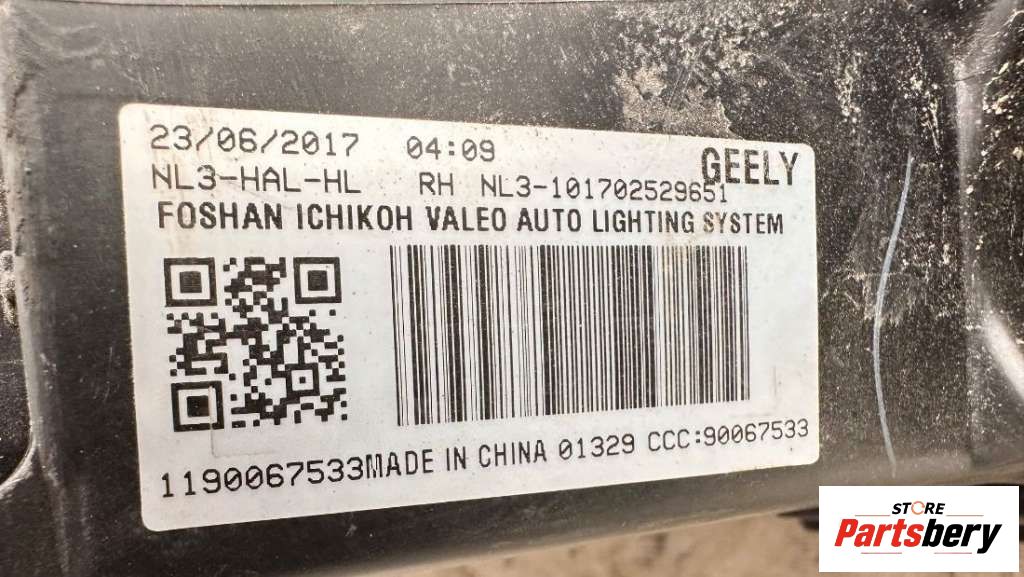 23/06/2017 04:09
GEELY
NL3-HAL-HL RH NL3-101702529651
FOSHAN ICHIKOH VALEO AUTO LIGHTING SYSTEM
1190067533MADE IN CHINA 01329 CCC:90067533
STORE
Partsbery